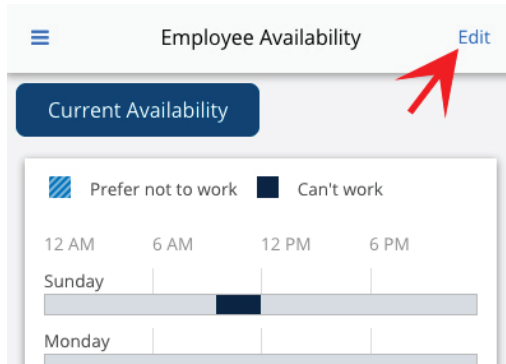 Employee Availability Edit
Current Availability
Prefer not to work Can't work
12 AM 6 AM 12 PM 6 PM
Sunday
Monday